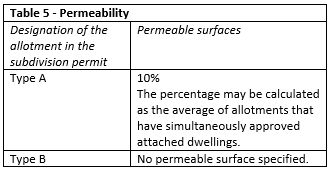 Table 5 - Permeability
Designation of the
allotment in the
subdivision permit
Permeable surfaces
Type A
10%
The percentage may be calculated
as the average of allotments that
have simultaneously approved
attached dwellings.
Type B
No permeable surface specified.